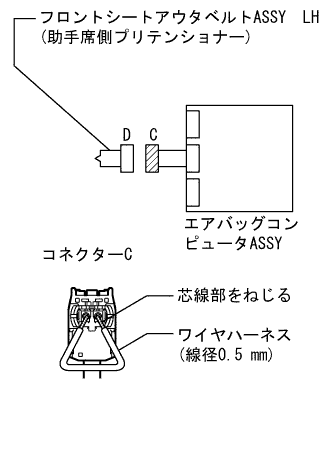 フロントシートアウタベルトASSY LH
(助手席側プリテンショナー)
D
C
エアバッグコン
ピュータASSY
コネクターC
芯線部をねじる
ワイヤハーネス
(線径0.5 mm)